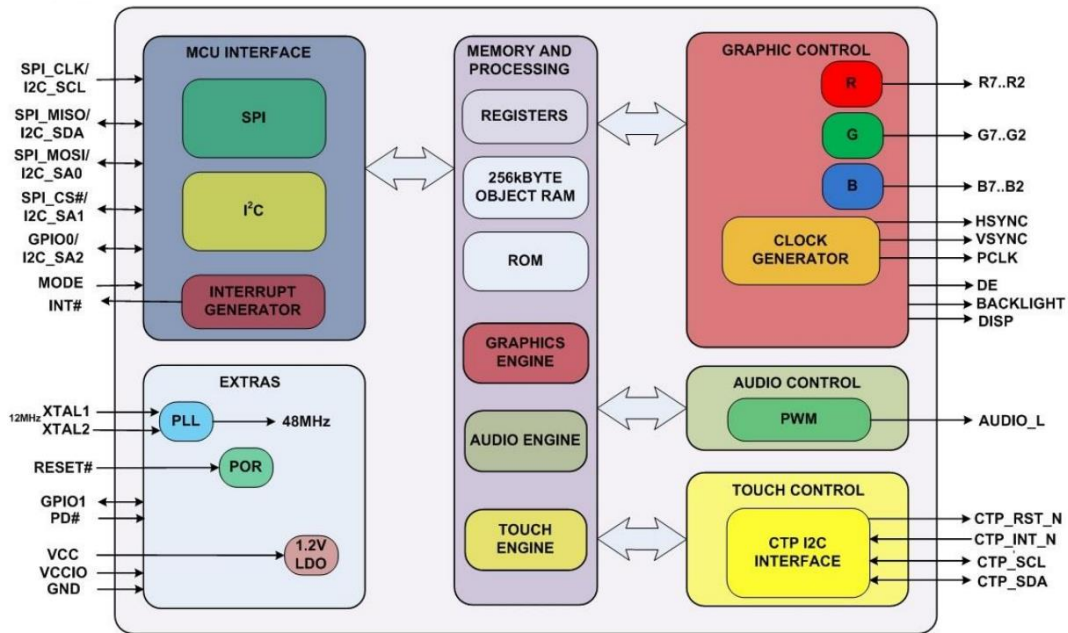 MCU INTERFACE
SPI_CLK/
I2C_SCL
SPI_MISO/
I2C_SDA
SPI_MOSI/
I2C_SA0
SPI_CS#/
I2C_SA1
GPIO0/
I2C_SA2
MODE
INT#
SPI
I²C
INTERRUPT
GENERATOR
EXTRAS
12MHz XTAL1
XTAL2
PLL
48MHz
RESET#
POR
GPIO1
PD#
VCC
VCCIO
GND
1.2V
LDO
MEMORY AND
PROCESSING
REGISTERS
256kBYTE
OBJECT RAM
ROM
GRAPHICS
ENGINE
AUDIO ENGINE
TOUCH
ENGINE
GRAPHIC CONTROL
R
R7..R2
G
G7..G2
B
B7..B2
CLOCK
GENERATOR
HSYNC
VSYNC
PCLK
DE
BACKLIGHT
DISP
AUDIO CONTROL
PWM
AUDIO_L
TOUCH CONTROL
CTP I2C
INTERFACE
CTP_RST_N
CTP_INT_N
CTP_SCL
CTP_SDA